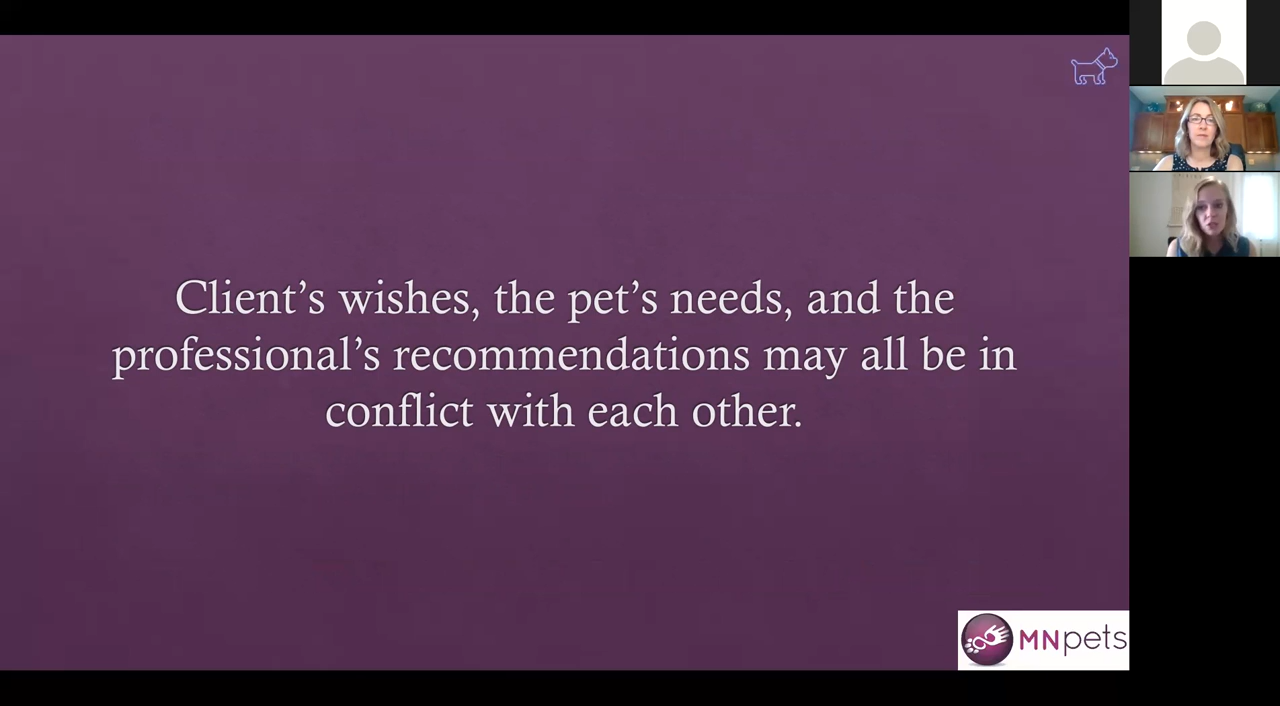 Client’s wishes, the pet’s needs, and the
professional’s recommendations may all be in
conflict with each other.
MNpets